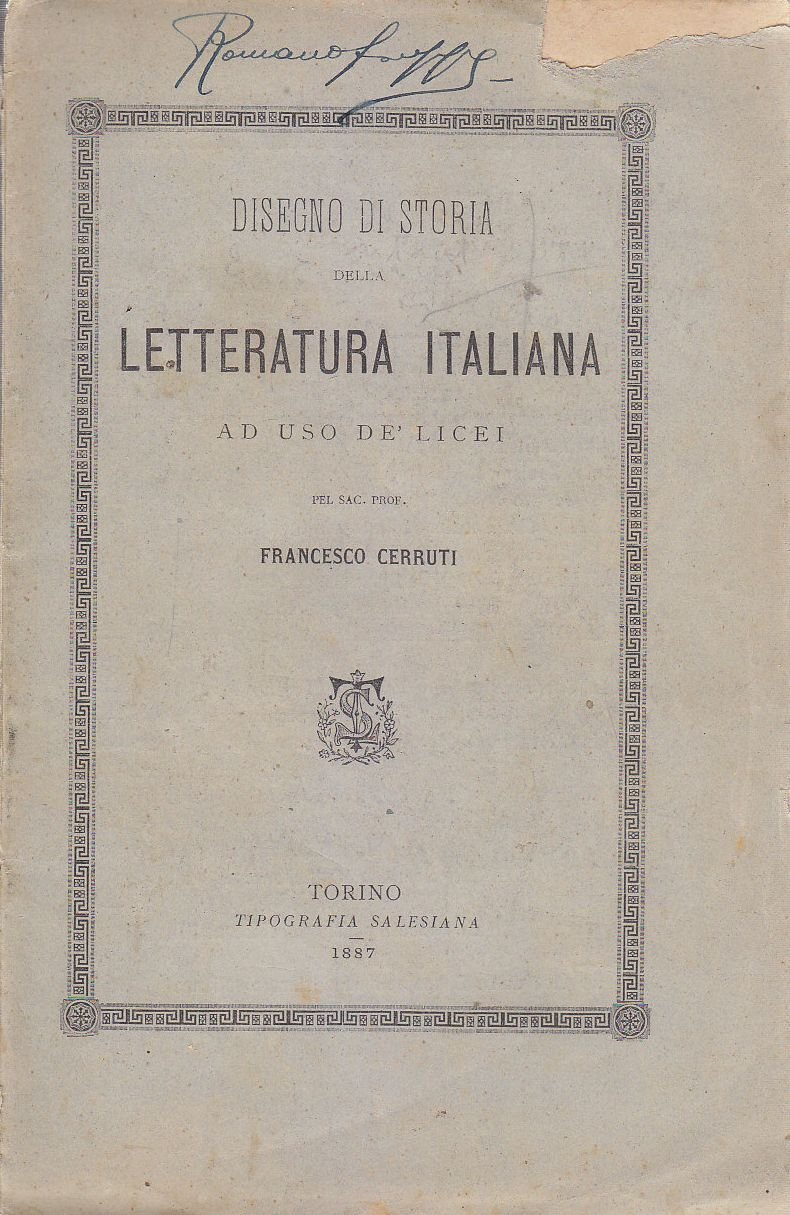 Romano
DISEGNO DI STORIA
DELLA
LETTERATURA ITALIANA
AD USO DE' LICEI
PEL SAC. PROF.
FRANCESCO CERRUTI
TORINO
TIPOGRAFIA SALESIANA
1887